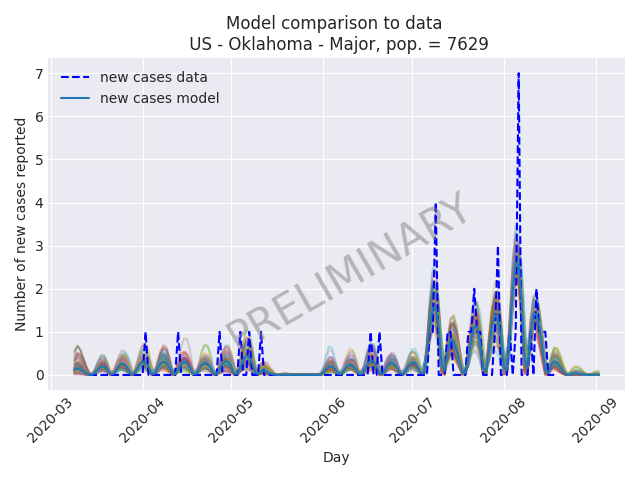 Model comparison to data
US - Oklahoma - Major, pop. = 7629
7
6
5
4
3
2
1
0
Number of new cases reported
new cases data
new cases model
PRELIMINARY
2020-03
2020-04
2020-05
2020-06
2020-07
2020-08
2020-09
Day